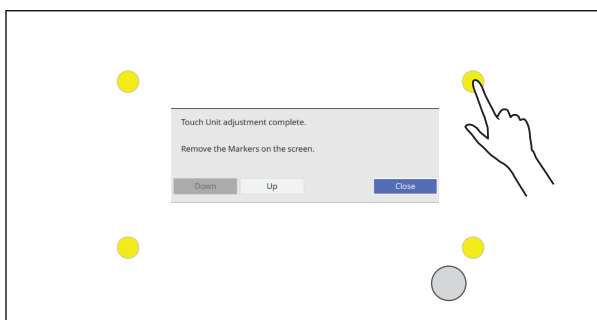 Touch Unit adjustment complete.
Remove the Markers on the screen.
Down Up Close